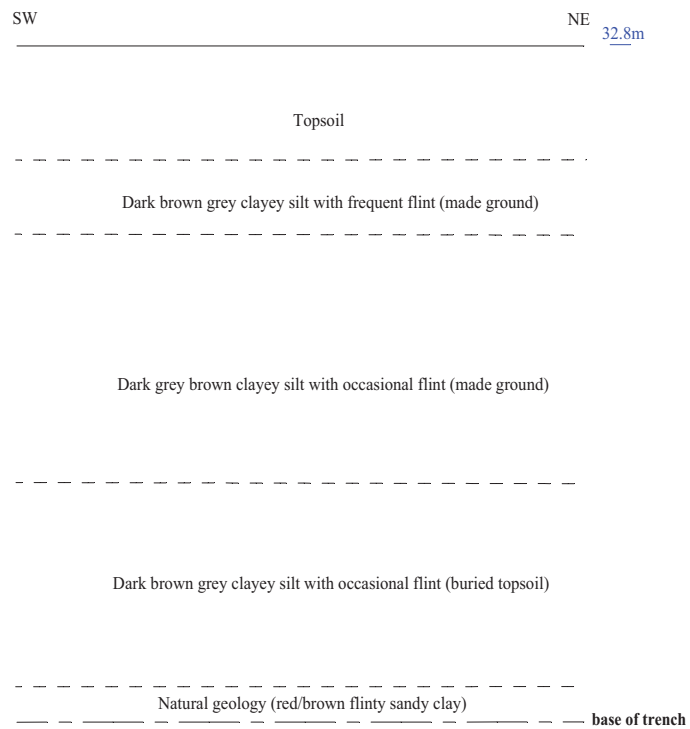 SW
NE
32.8m
Topsoil
Dark brown grey clayey silt with frequent flint (made ground)
Dark grey brown clayey silt with occasional flint (made ground)
Dark brown grey clayey silt with occasional flint (buried topsoil)
Natural geology (red/brown flinty sandy clay)
base of trench